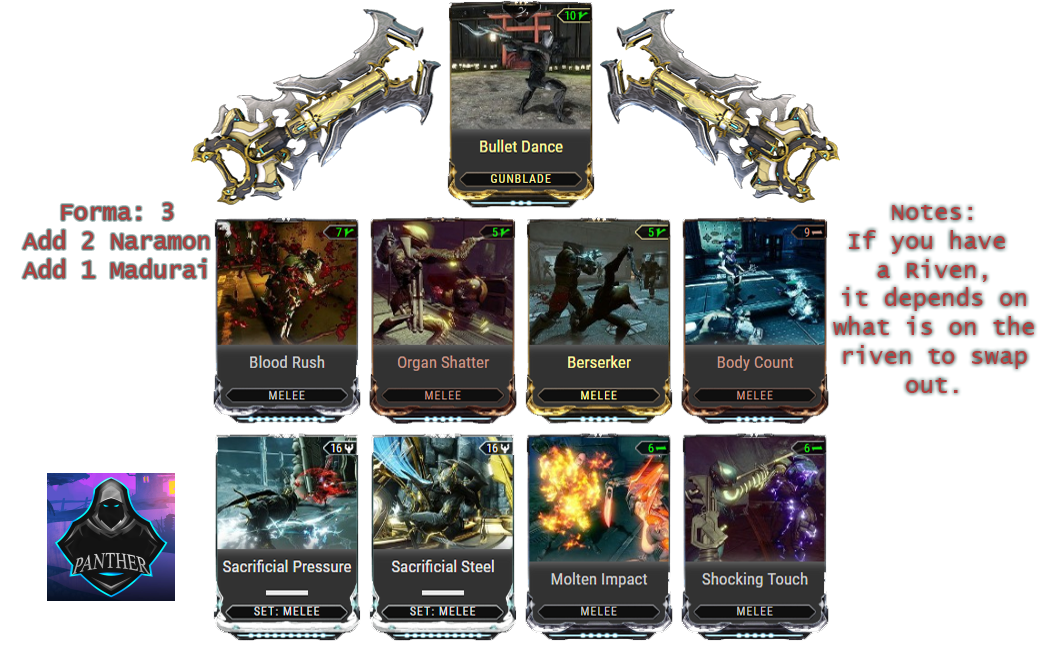 10
Bullet Dance
GUNBLADE
Forma: 3
Add 2 Naramon
Add 1 Madurai
Notes:
If you have
a Riven,
it depends on
what is on the
riven to swap
out.
7
5
5
9
Blood Rush
Organ Shatter
Berserker
Body Count
MELEE
MELEE
MELEE
MELEE
16
16
6
6
Sacrificial Pressure
Sacrificial Steel
Molten Impact
Shocking Touch
SET: MELEE
SET: MELEE
MELEE
MELEE
PANTHER